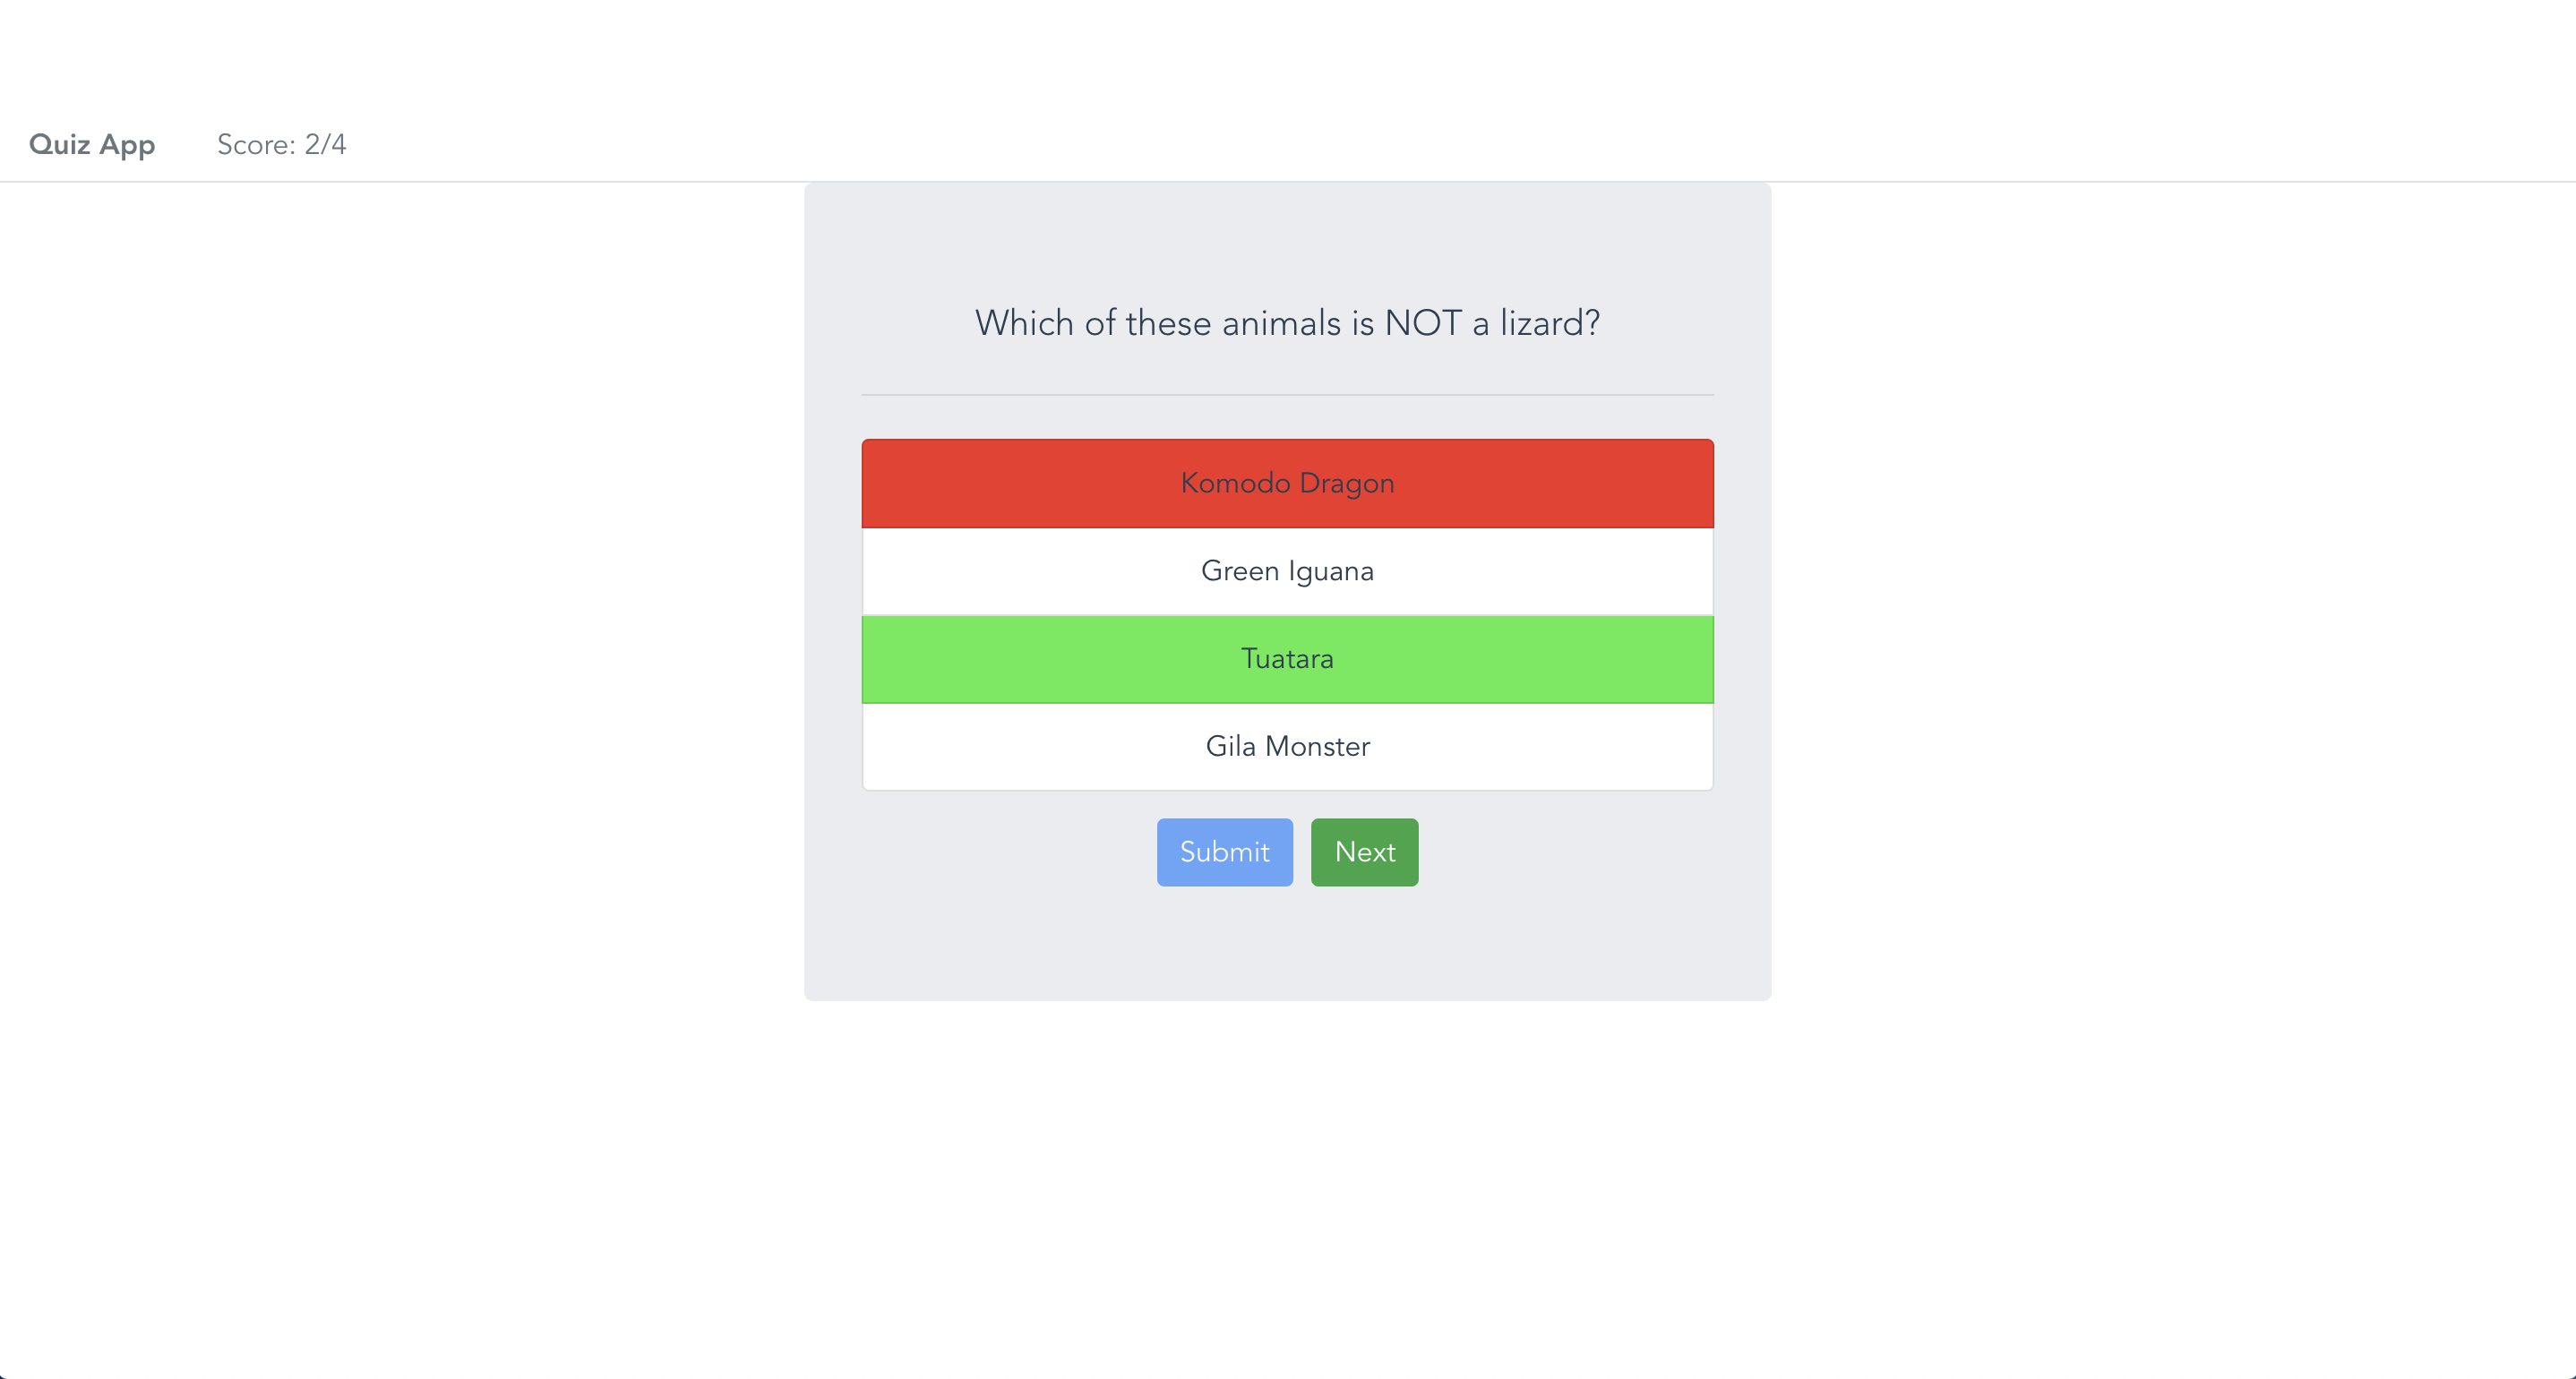 Quiz App Score: 2/4
Which of these animals is NOT a lizard?
Komodo Dragon
Green Iguana
Tuatara
Gila Monster
Submit Next